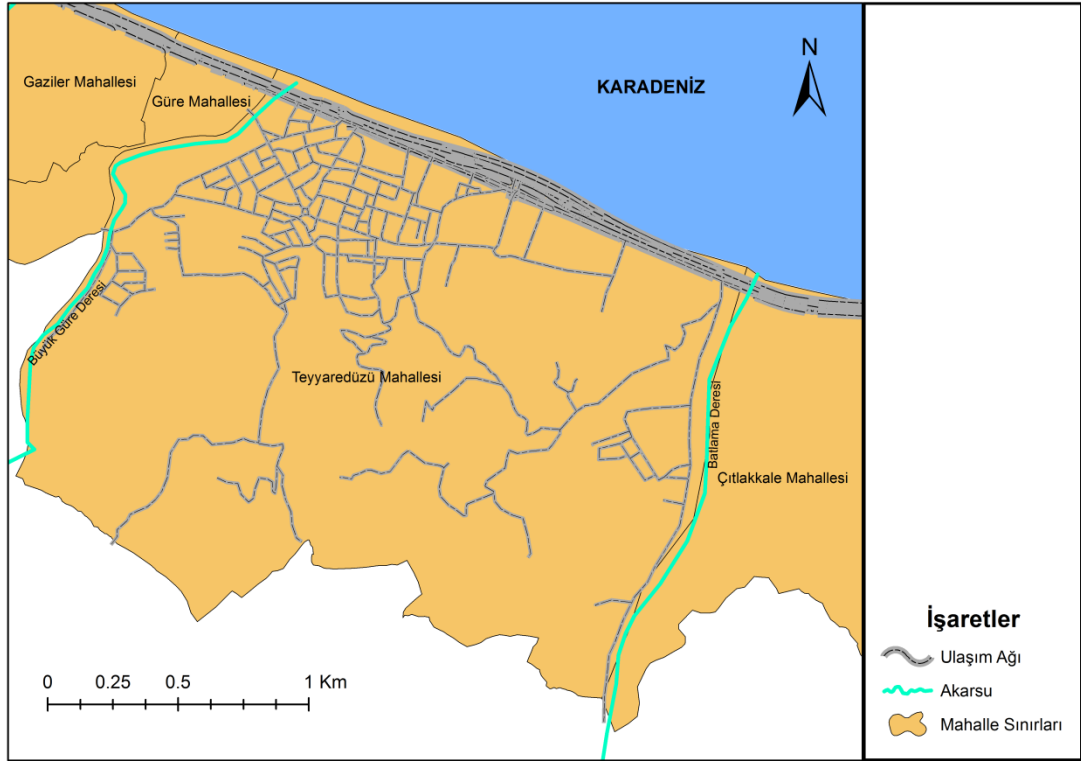 N
KARADENİZ
Gaziler Mahallesi
Güre Mahallesi
Büyük Güre Deresi
Teyyaredüzü Mahallesi
Batlama Deresi
Çıtlakkale Mahallesi
0 0.25 0.5 1 Km
İşaretler
Ulaşım Ağı
Akarsu
Mahalle Sınırları